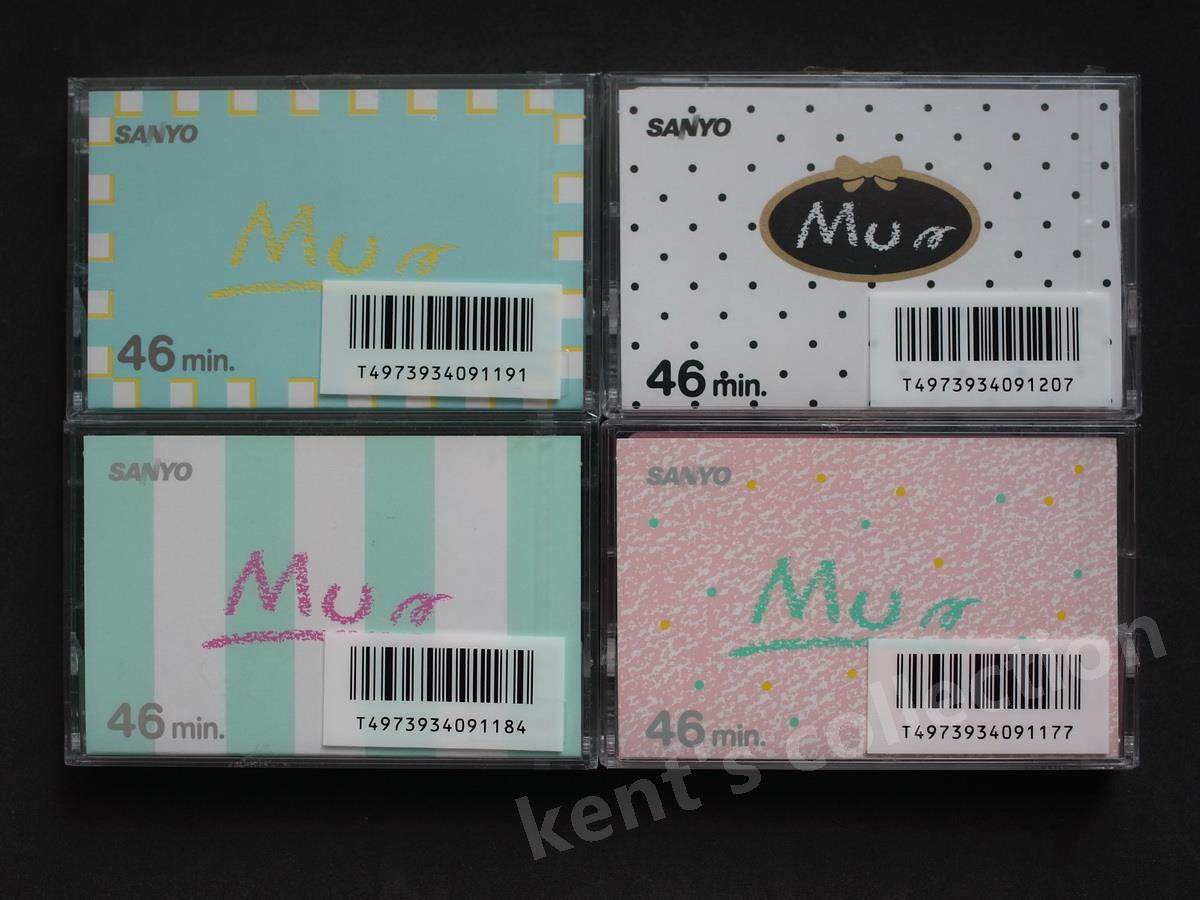 SANYO
Mu
46 min.
T4973934091191
SANYO
Mu
46 min.
T4973934091207
SANYO
Mu
46 min.
T4973934091184
SANYO
Mu
46 min.
T4973934091177
kent's collection